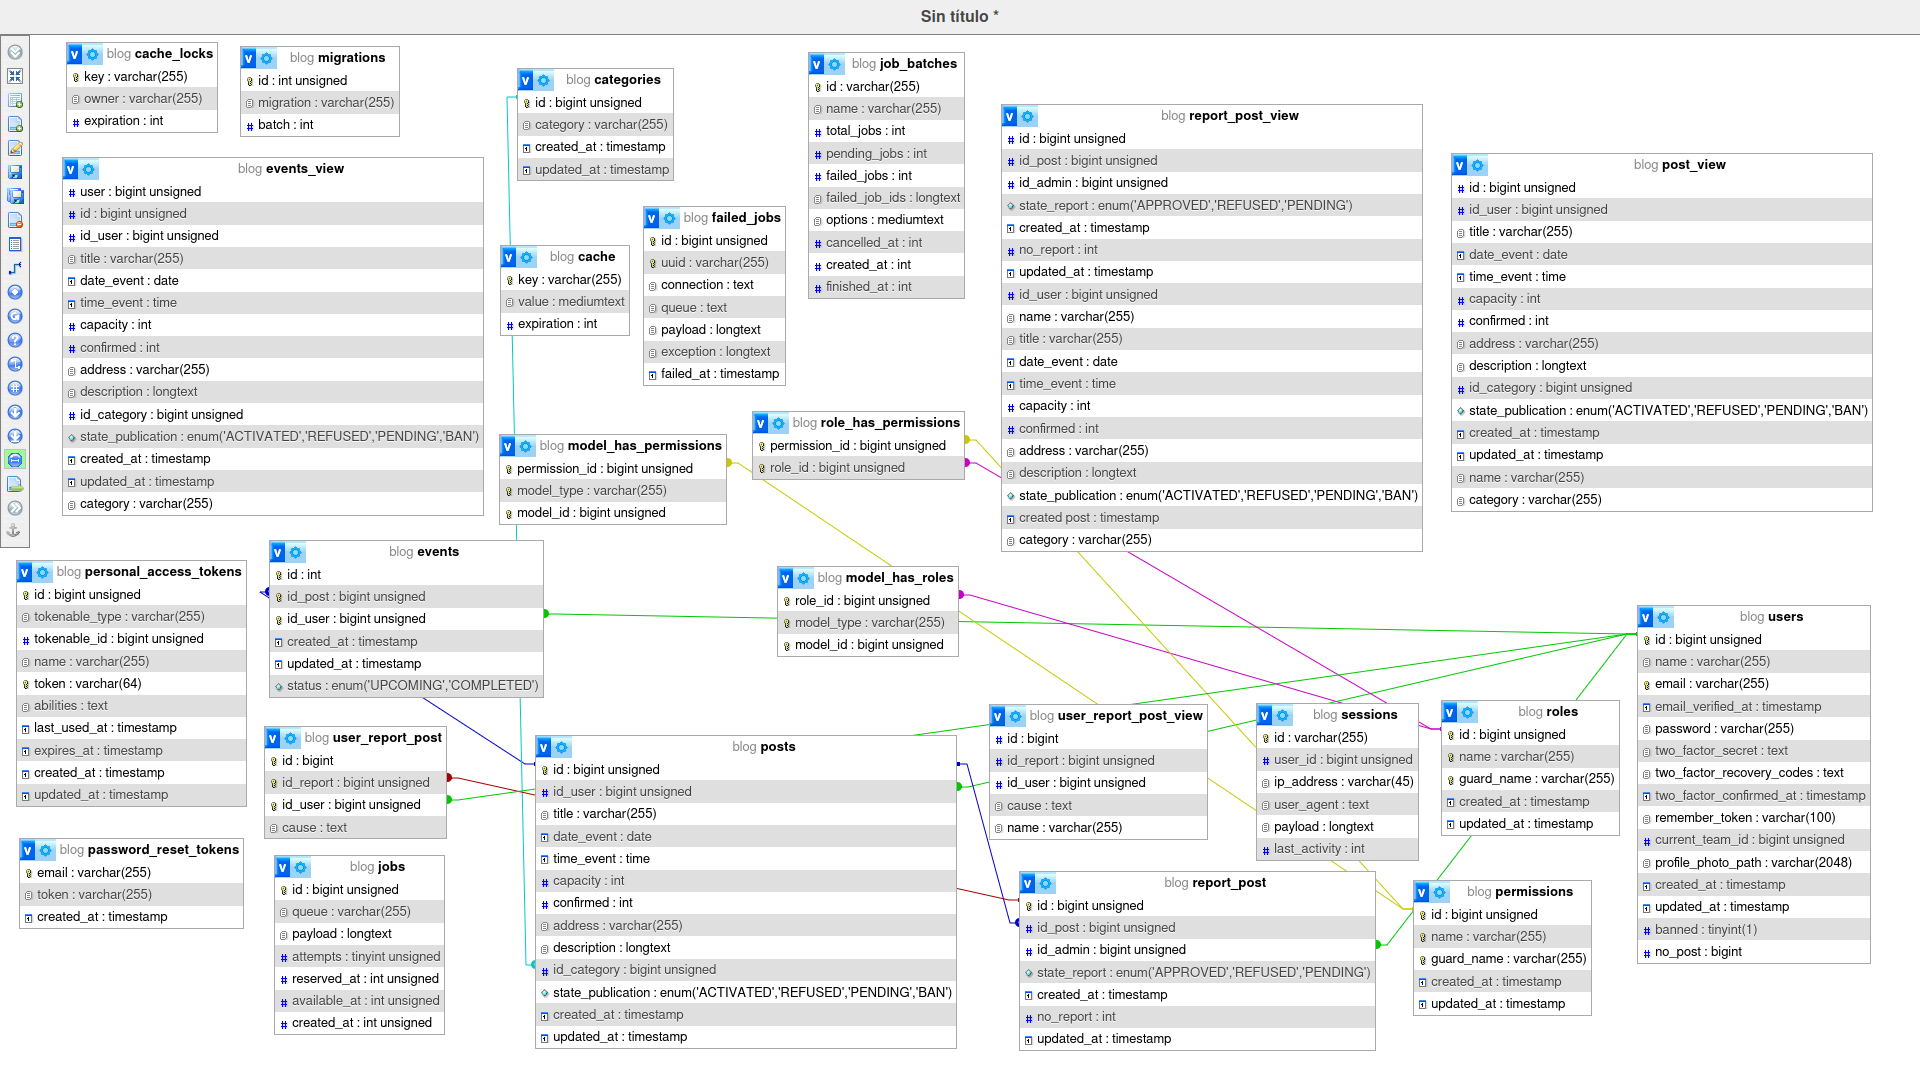 Sin título *
blog cache_locks
key : varchar(255)
owner : varchar(255)
expiration : int
blog migrations
id : int unsigned
migration : varchar(255)
batch : int
blog categories
id : bigint unsigned
category : varchar(255)
created_at : timestamp
updated_at : timestamp
blog job_batches
id : varchar(255)
name : varchar(255)
total_jobs : int
pending_jobs : int
failed_jobs : int
failed_job_ids : longtext
options : mediumtext
cancelled_at : int
created_at : int
finished_at : int
blog report_post_view
id : bigint unsigned
id_post : bigint unsigned
id_admin : bigint unsigned
state_report : enum('APPROVED','REFUSED','PENDING')
created_at : timestamp
no_report : int
updated_at : timestamp
id_user : bigint unsigned
name : varchar(255)
title : varchar(255)
date_event : date
time_event : time
capacity : int
confirmed : int
address : varchar(255)
description : longtext
state_publication : enum('ACTIVATED','REFUSED','PENDING','BAN')
created post : timestamp
category : varchar(255)
blog post_view
id : bigint unsigned
id_user : bigint unsigned
title : varchar(255)
date_event : date
time_event : time
capacity : int
confirmed : int
address : varchar(255)
description : longtext
id_category : bigint unsigned
state_publication : enum('ACTIVATED','REFUSED','PENDING','BAN')
created_at : timestamp
updated_at : timestamp
name : varchar(255)
category : varchar(255)
blog events_view
user : bigint unsigned
id : bigint unsigned
id_user : bigint unsigned
title : varchar(255)
date_event : date
time_event : time
capacity : int
confirmed : int
address : varchar(255)
description : longtext
id_category : bigint unsigned
state_publication : enum('ACTIVATED','REFUSED','PENDING','BAN')
created_at : timestamp
updated_at : timestamp
category : varchar(255)
blog failed_jobs
id : bigint unsigned
uuid : varchar(255)
connection : text
queue : text
payload : longtext
exception : longtext
failed_at : timestamp
blog cache
key : varchar(255)
value : mediumtext
expiration : int
blog role_has_permissions
permission_id : bigint unsigned
role_id : bigint unsigned
blog model_has_permissions
permission_id : bigint unsigned
model_type : varchar(255)
model_id : bigint unsigned
blog events
id : int
id_post : bigint unsigned
id_user : bigint unsigned
created_at : timestamp
updated_at : timestamp
status : enum('UPCOMING','COMPLETED')
blog personal_access_tokens
id : bigint unsigned
tokenable_type : varchar(255)
tokenable_id : bigint unsigned
name : varchar(255)
token : varchar(64)
abilities : text
last_used_at : timestamp
expires_at : timestamp
created_at : timestamp
updated_at : timestamp
blog model_has_roles
role_id : bigint unsigned
model_type : varchar(255)
model_id : bigint unsigned
blog users
id : bigint unsigned
name : varchar(255)
email : varchar(255)
email_verified_at : timestamp
password : varchar(255)
two_factor_secret : text
two_factor_recovery_codes : text
two_factor_confirmed_at : timestamp
remember_token : varchar(100)
current_team_id : bigint unsigned
profile_photo_path : varchar(2048)
created_at : timestamp
updated_at : timestamp
banned : tinyint(1)
no_post : bigint
blog user_report_post
id : bigint
id_report : bigint unsigned
id_user : bigint unsigned
cause : text
blog posts
id : bigint unsigned
id_user : bigint unsigned
title : varchar(255)
date_event : date
time_event : time
capacity : int
confirmed : int
address : varchar(255)
description : longtext
id_category : bigint unsigned
state_publication : enum('ACTIVATED','REFUSED','PENDING','BAN')
created_at : timestamp
updated_at : timestamp
blog user_report_post_view
id : bigint
id_report : bigint unsigned
id_user : bigint unsigned
cause : text
name : varchar(255)
blog sessions
id : varchar(255)
user_id : bigint unsigned
ip_address : varchar(45)
user_agent : text
payload : longtext
last_activity : int
blog roles
id : bigint unsigned
name : varchar(255)
guard_name : varchar(255)
created_at : timestamp
updated_at : timestamp
blog password_reset_tokens
email : varchar(255)
token : varchar(255)
created_at : timestamp
blog jobs
id : bigint unsigned
queue : varchar(255)
payload : longtext
attempts : tinyint unsigned
reserved_at : int unsigned
available_at : int unsigned
created_at : int unsigned
blog report_post
id : bigint unsigned
id_post : bigint unsigned
id_admin : bigint unsigned
state_report : enum('APPROVED','REFUSED','PENDING')
created_at : timestamp
no_report : int
updated_at : timestamp
blog permissions
id : bigint unsigned
name : varchar(255)
guard_name : varchar(255)
created_at : timestamp
updated_at : timestamp